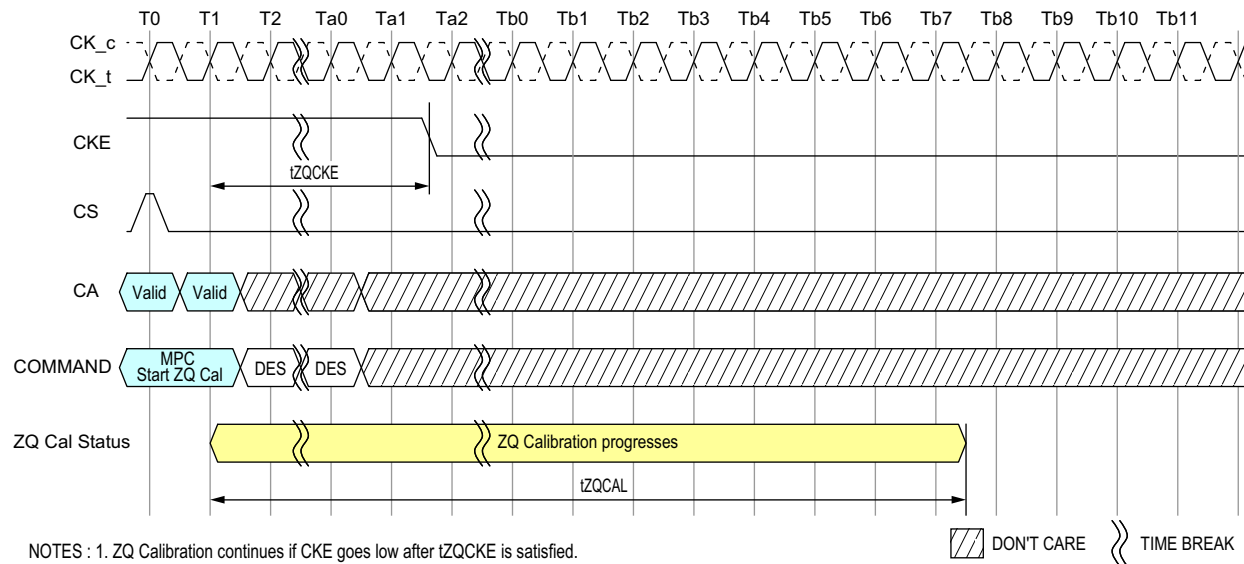 T0 T1 T2 Ta0 Ta1 Ta2 Tb0 Tb1 Tb2 Tb3 Tb4 Tb5 Tb6 Tb7 Tb8 Tb9 Tb10 Tb11
CK_c
CK_t
CKE
tZQCKE
CS
CA Valid Valid
COMMAND MPC Start ZQ Cal DES DES
ZQ Cal Status ZQ Calibration progresses
tZQCAL
NOTES : 1. ZQ Calibration continues if CKE goes low after tZQCKE is satisfied.
DON'T CARE TIME BREAK